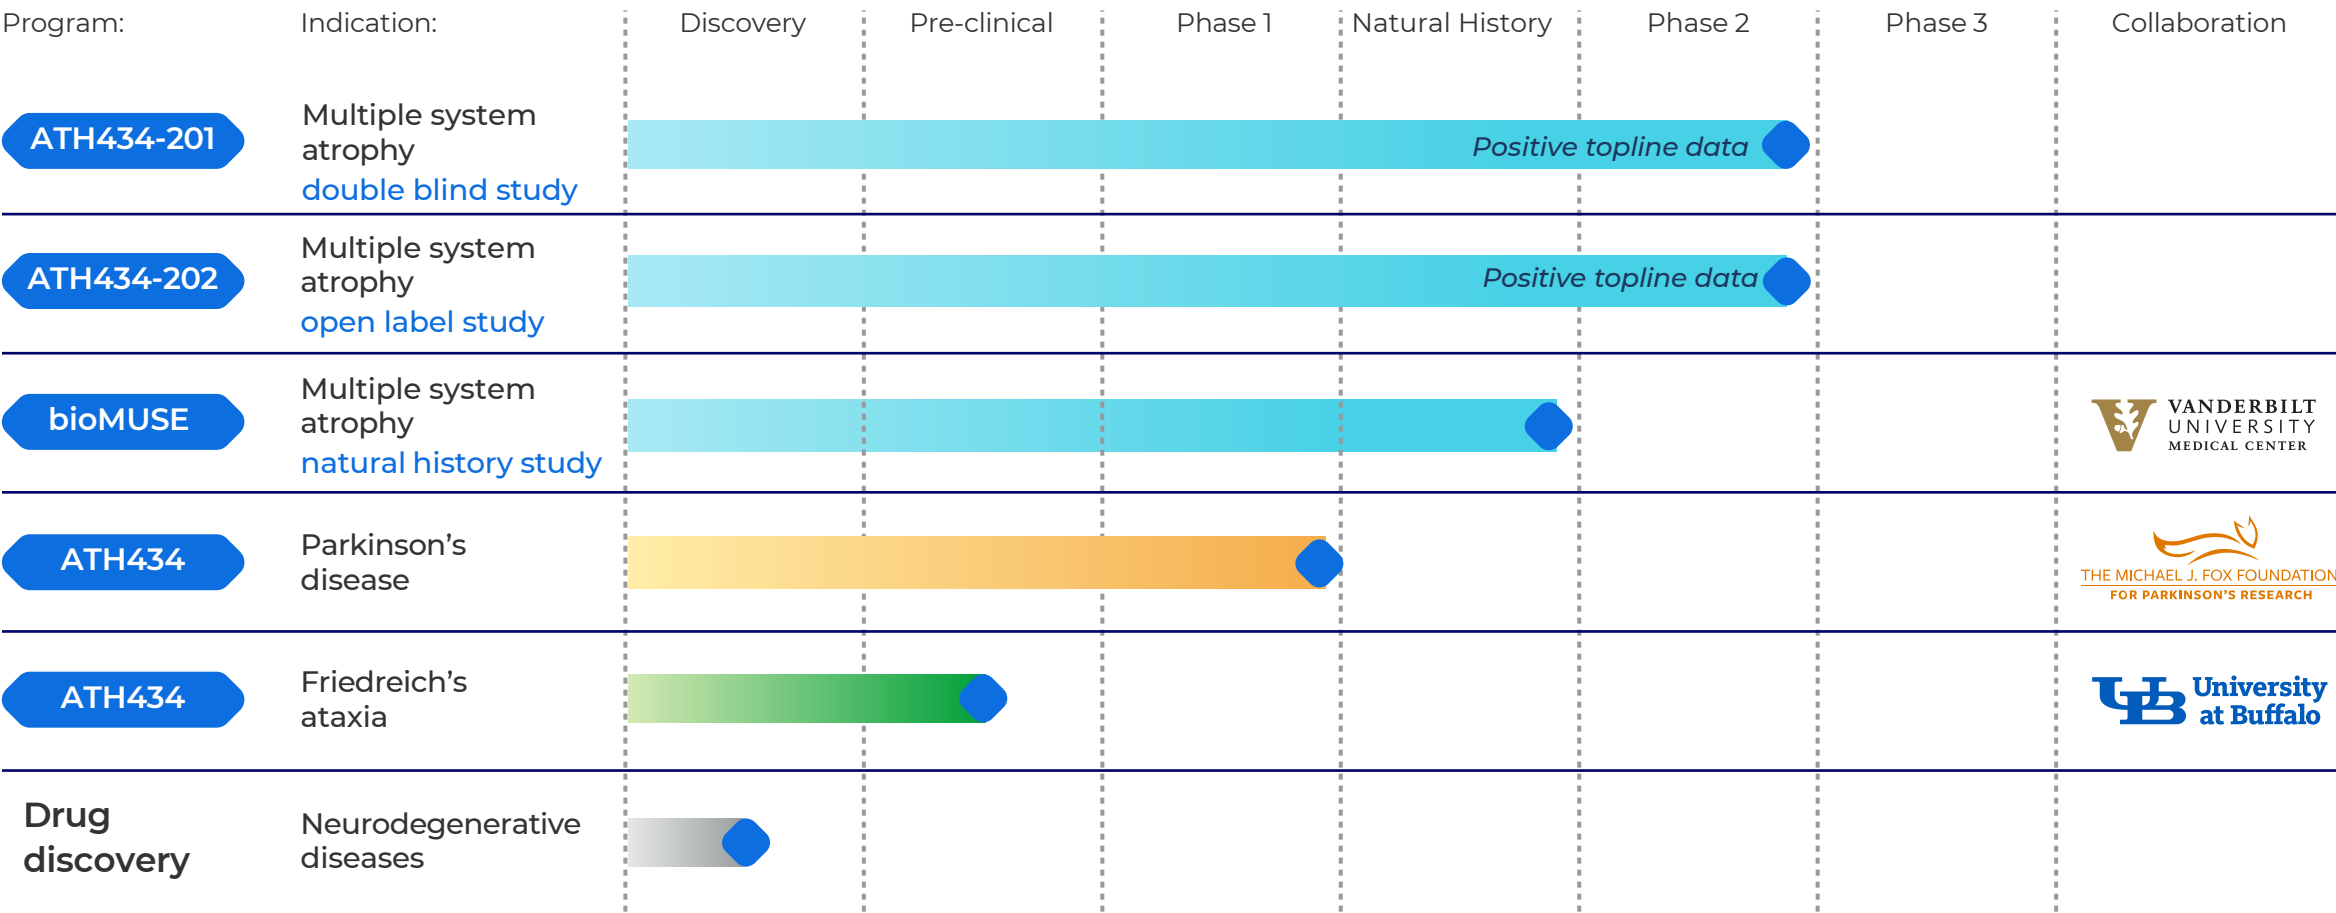 Program:
Indication:
Discovery
Pre-clinical
Phase 1
Natural History
Phase 2
Phase 3
Collaboration
ATH434-201
Multiple system
atrophy
double blind study
Positive topline data
ATH434-202
Multiple system
atrophy
open label study
Positive topline data
bioMUSE
Multiple system
atrophy
natural history study
V
VANDERBILT
UNIVERSITY
MEDICAL CENTER
ATH434
Parkinson’s
disease
THE MICHAEL J. FOX FOUNDATION
FOR PARKINSON’S RESEARCH
ATH434
Friedreich’s
ataxia
UB
University
at Buffalo
Drug
discovery
Neurodegenerative
diseases